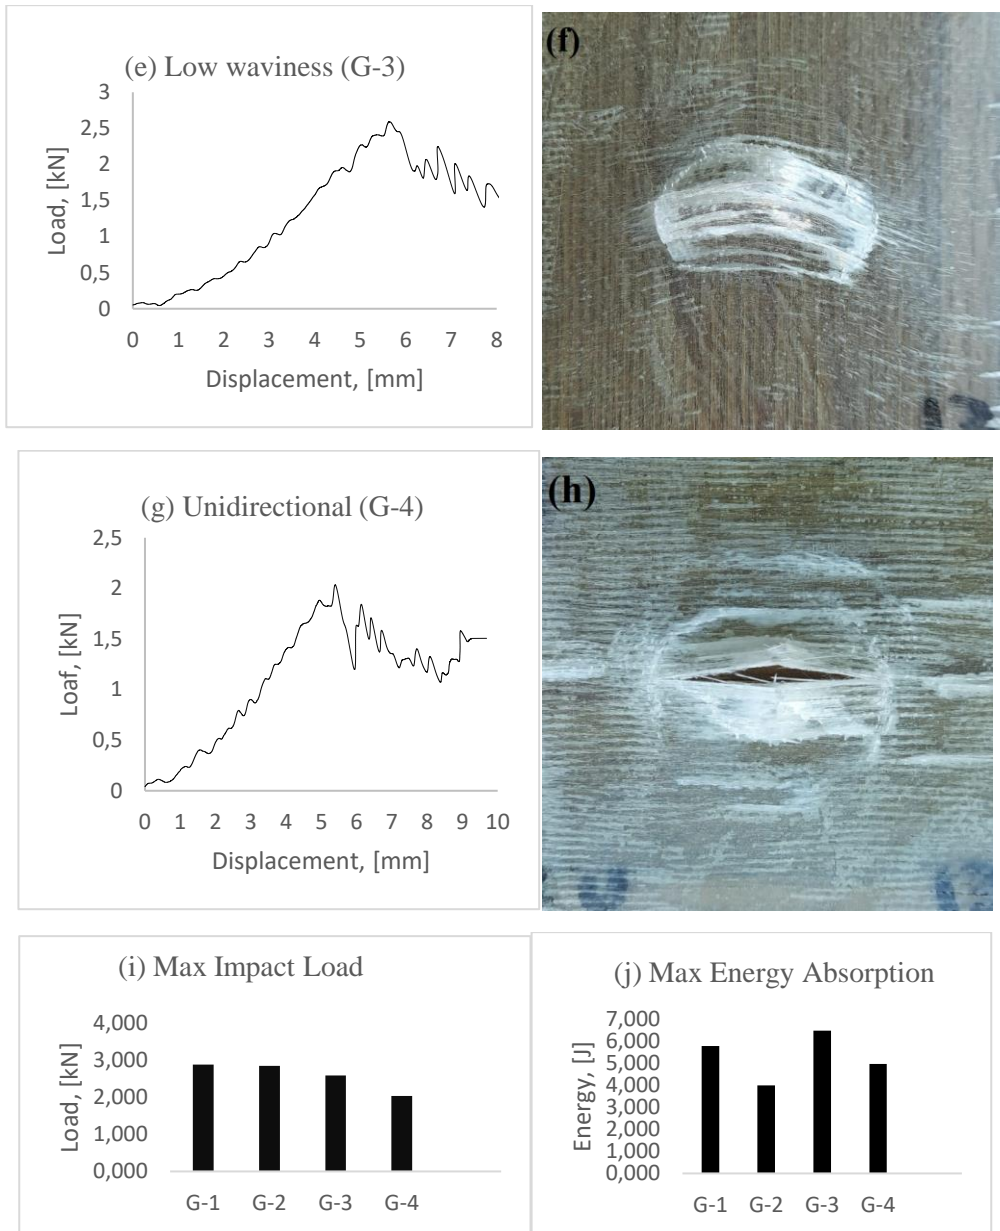 (e) Low waviness (G-3)
3
2,5
2
1,5
1
0,5
0
Load, [kN]
0 1 2 3 4 5 6 7 8
Displacement, [mm]
(f)
(g) Unidirectional (G-4)
2,5
2
1,5
1
0,5
0
Loaf, [kN]
0 1 2 3 4 5 6 7 8 9 10
Displacement, [mm]
(h)
(i) Max Impact Load
4,000
3,000
2,000
1,000
0,000
Load, [kN]
G-1 G-2 G-3 G-4
(j) Max Energy Absorption
7,000
6,000
5,000
4,000
3,000
2,000
1,000
0,000
Energy, [J]
G-1 G-2 G-3 G-4